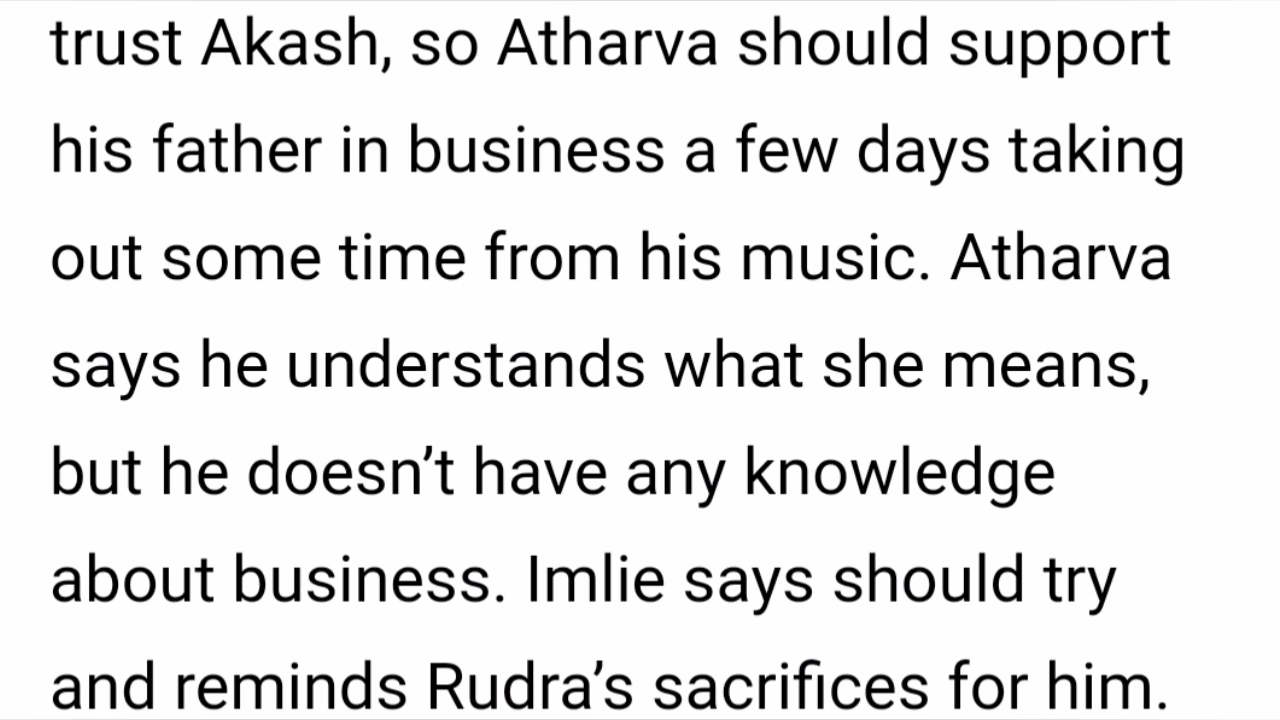 trust Akash, so Atharva should support
his father in business a few days taking
out some time from his music. Atharva
says he understands what she means,
but he doesn’t have any knowledge
about business. Imlie says should try
and reminds Rudra’s sacrifices for him.